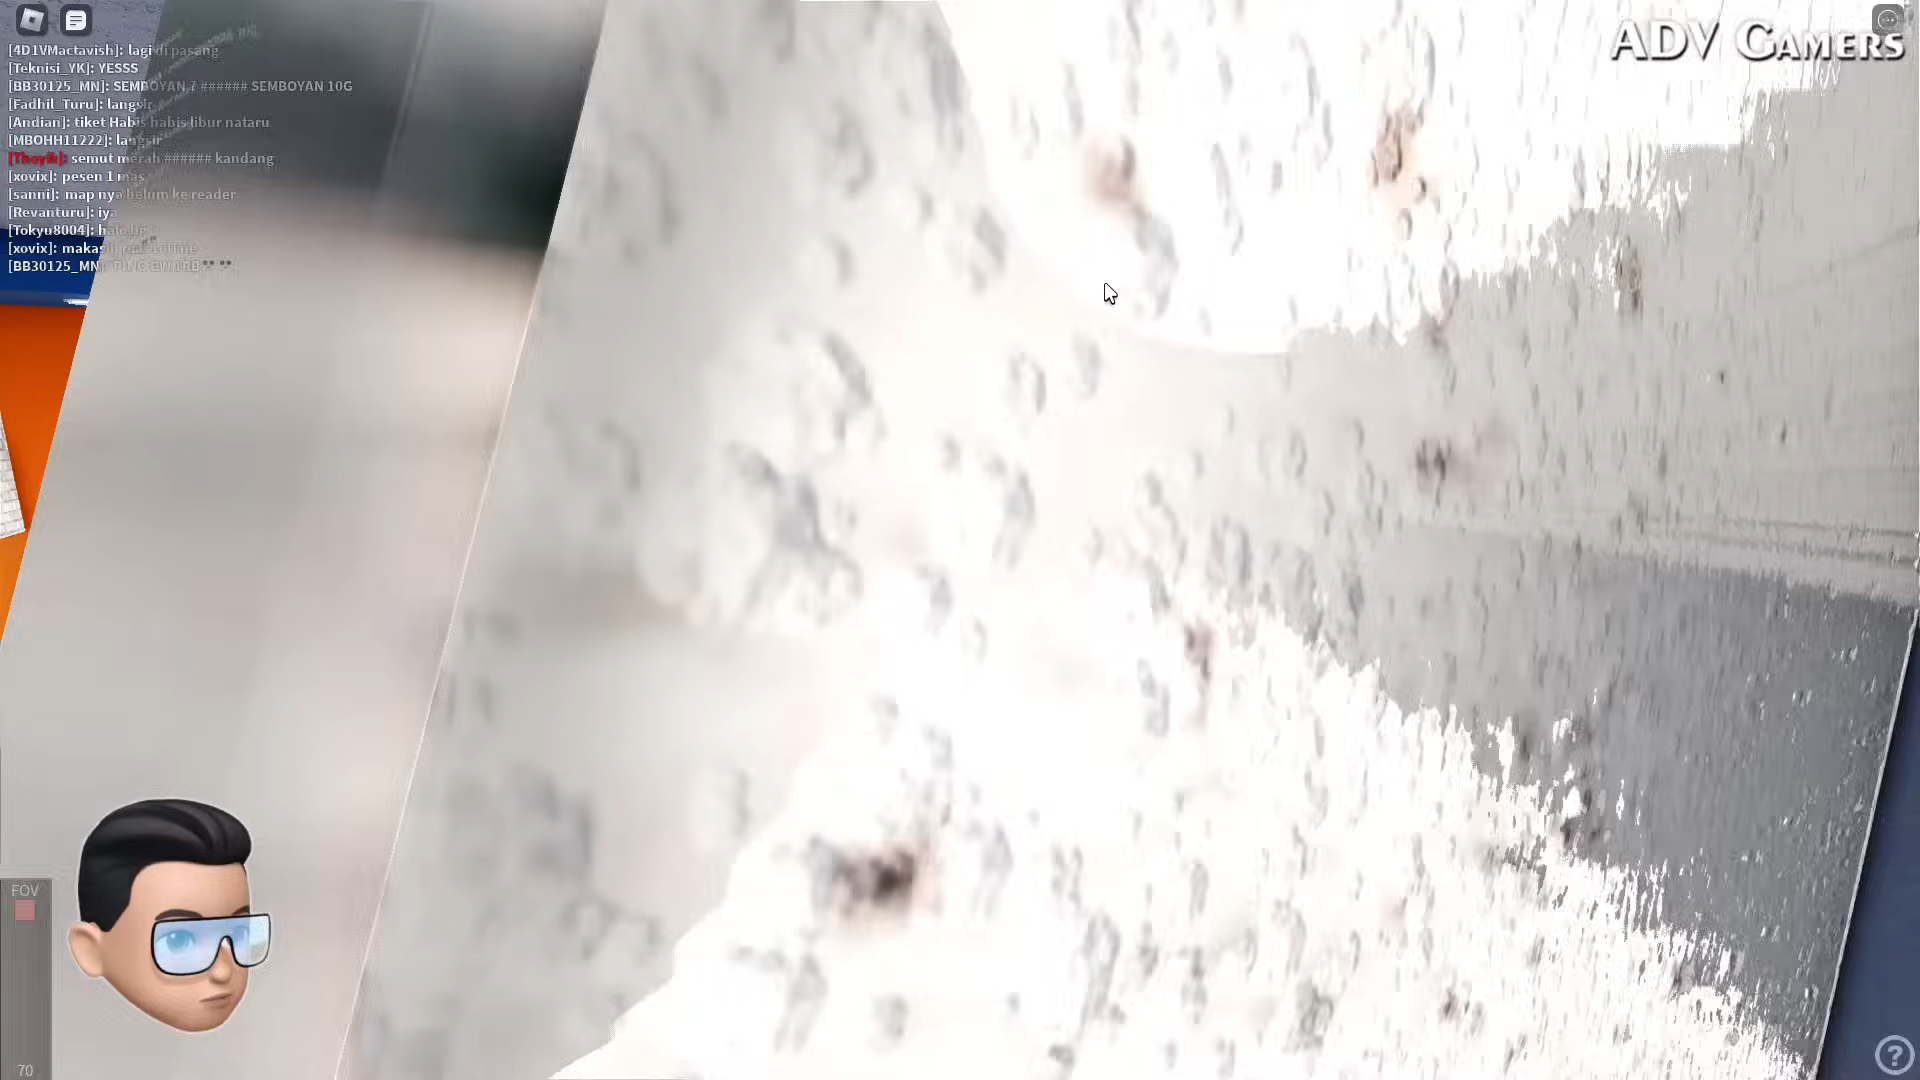 [4D1VMactavish]: lagi di pasang
[Teknisi_YK]: YESSS
[BB30125_MN]: SEMBOYAN 7 ###### SEMBOYAN 10G
[Fadhil_Turu]: langsir
[Andian]: tiket Habis habis libur nataru
[MBOHH11222]: langsir
[Thoyik]: semut merah ###### kandang
[xovix]: pesen 1 mas
[sanni]: map nya belum ke reader
[Revanturu]: iya
[Tokyu8004]:
[xovix]:
[BB30125_MN]:
ADV GAMERS
FOV
70
?